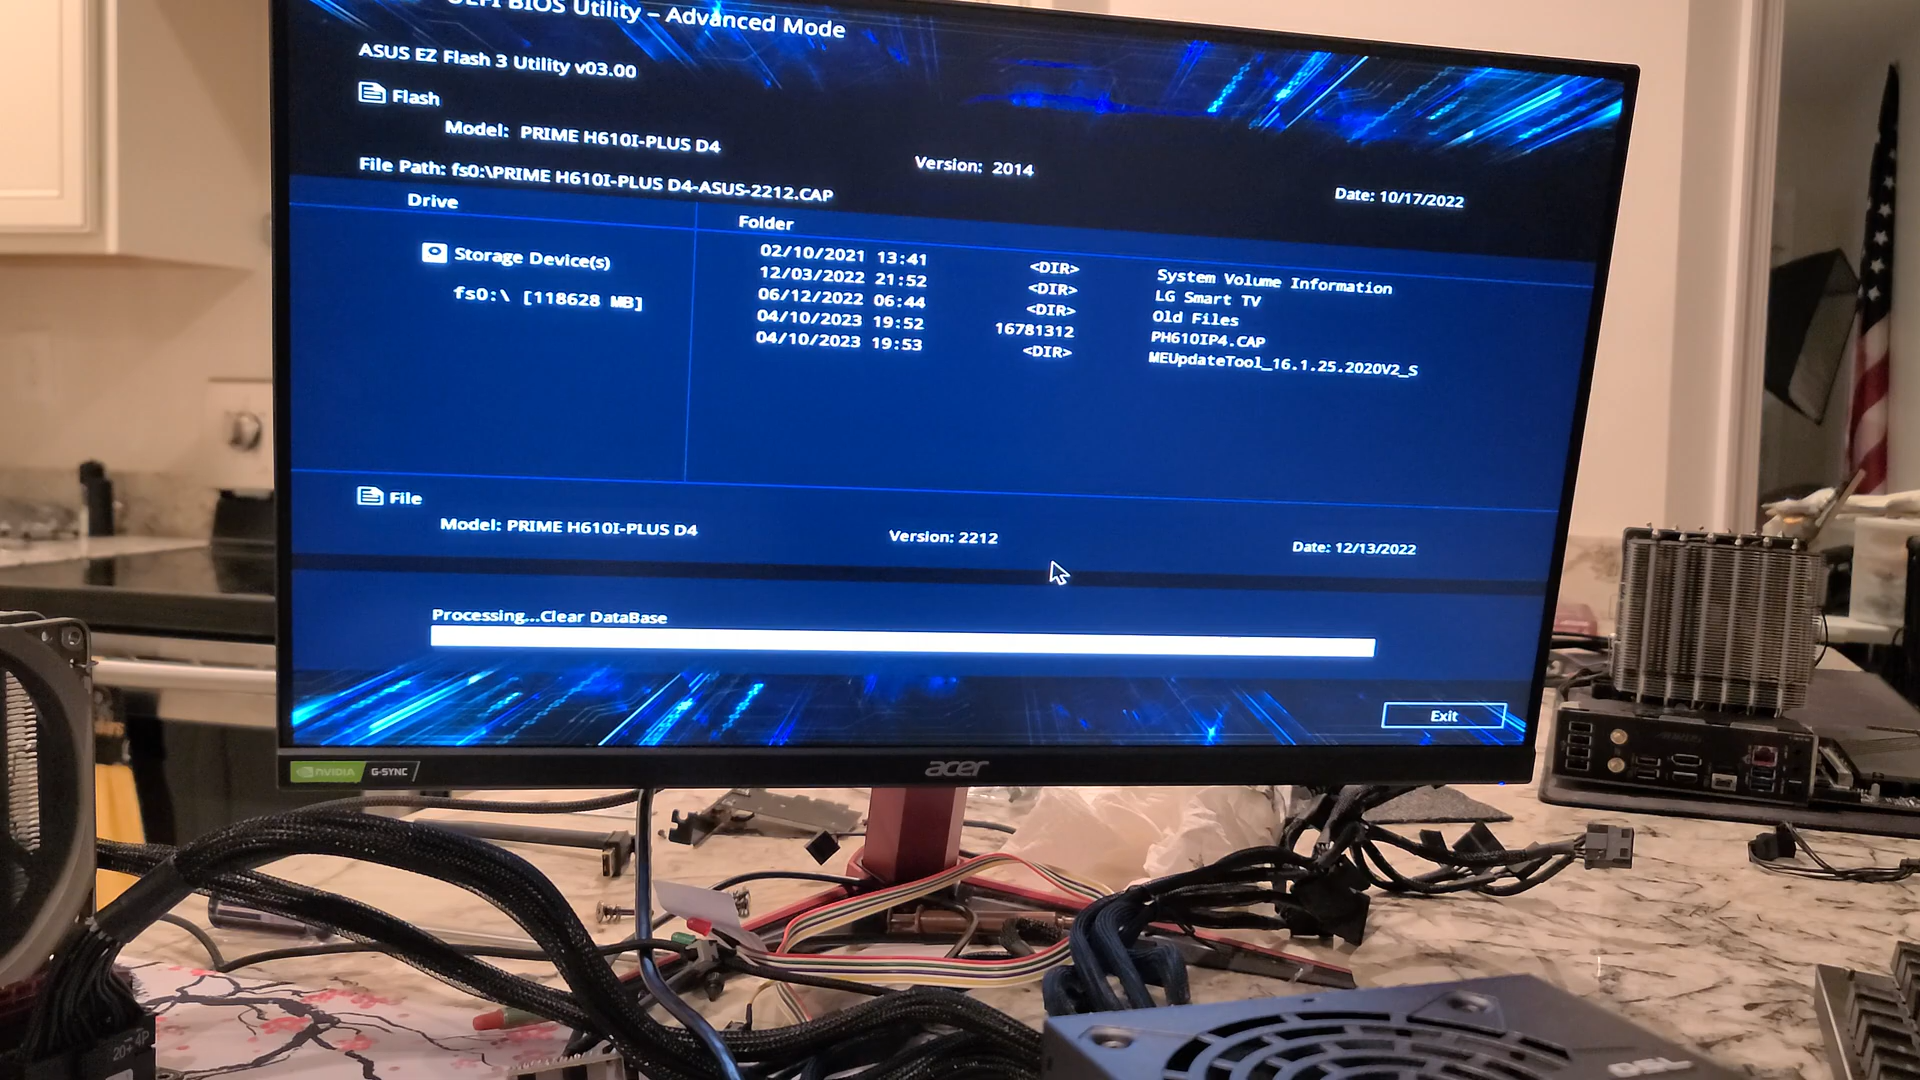 UEFI BIOS Utility – Advanced Mode
ASUS EZ Flash 3 Utility v03.00
Flash
Model: PRIME H610I-PLUS D4
Version: 2014
Date: 10/17/2022
File Path: fs0:\PRIME H610I-PLUS D4-ASUS-2212.CAP
Drive
Folder
Storage Device(s)
fs0:\ [118628 MB]
02/10/2021 13:41 <DIR> System Volume Information
12/03/2022 21:52 <DIR> LG Smart TV
06/12/2022 06:44 <DIR> Old Files
04/10/2023 19:52 16781312 PH610IP4.CAP
04/10/2023 19:53 <DIR> MEUpdateTool_16.1.25.2020V2_S
File
Model: PRIME H610I-PLUS D4
Version: 2212
Date: 12/13/2022
Processing...Clear DataBase
Exit
NVIDIA G-SYNC
acer
20+4P